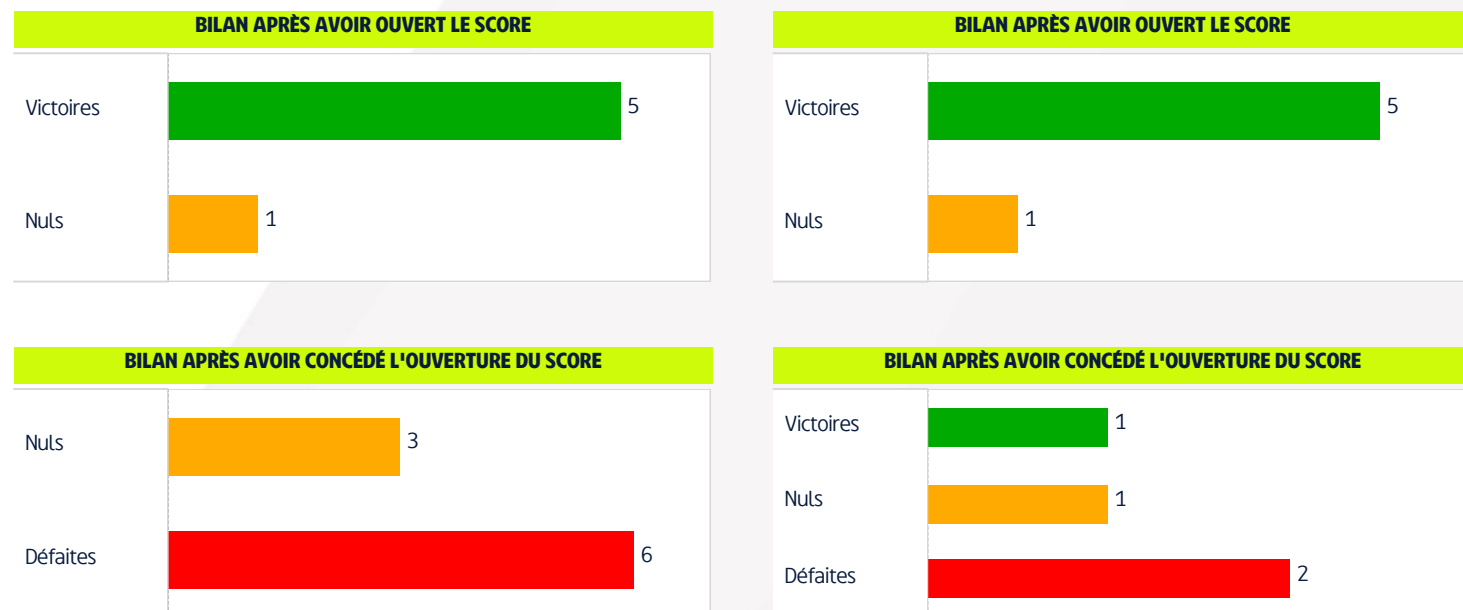 BILAN APRÈS AVOIR OUVERT LE SCORE
Victoires 5
Nuls 1
BILAN APRÈS AVOIR OUVERT LE SCORE
Victoires 5
Nuls 1
BILAN APRÈS AVOIR CONCÉDÉ L'OUVERTURE DU SCORE
Nuls 3
Défaites 6
BILAN APRÈS AVOIR CONCÉDÉ L'OUVERTURE DU SCORE
Victoires 1
Nuls 1
Défaites 2